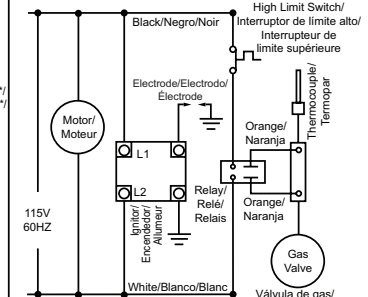 High Limit Switch/
Interruptor de límite alto/
Interrupteur de
limite supérieure
Black/Negro/Noir
*/
*/
Electrode/Electrodo/
Électrode
Thermocouple/
Termopar
Motor/
Moteur
Orange/
Naranja
L1
L2
Relay/
Relé/
Relais
Orange/
Naranja
Ignitor/
Encendedor/
Allumeur
115V
60HZ
Gas
Valve
White/Blanco/Blanc
Válvula de gas/